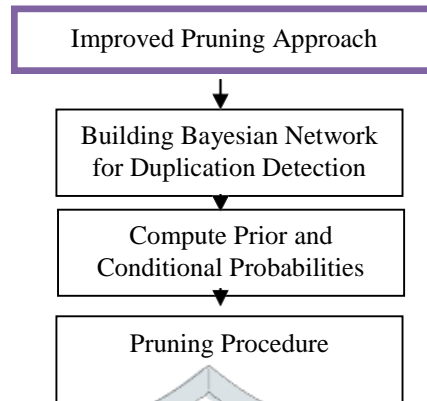 Improved Pruning Approach
Building Bayesian Network
for Duplication Detection
Compute Prior and
Conditional Probabilities
Pruning Procedure